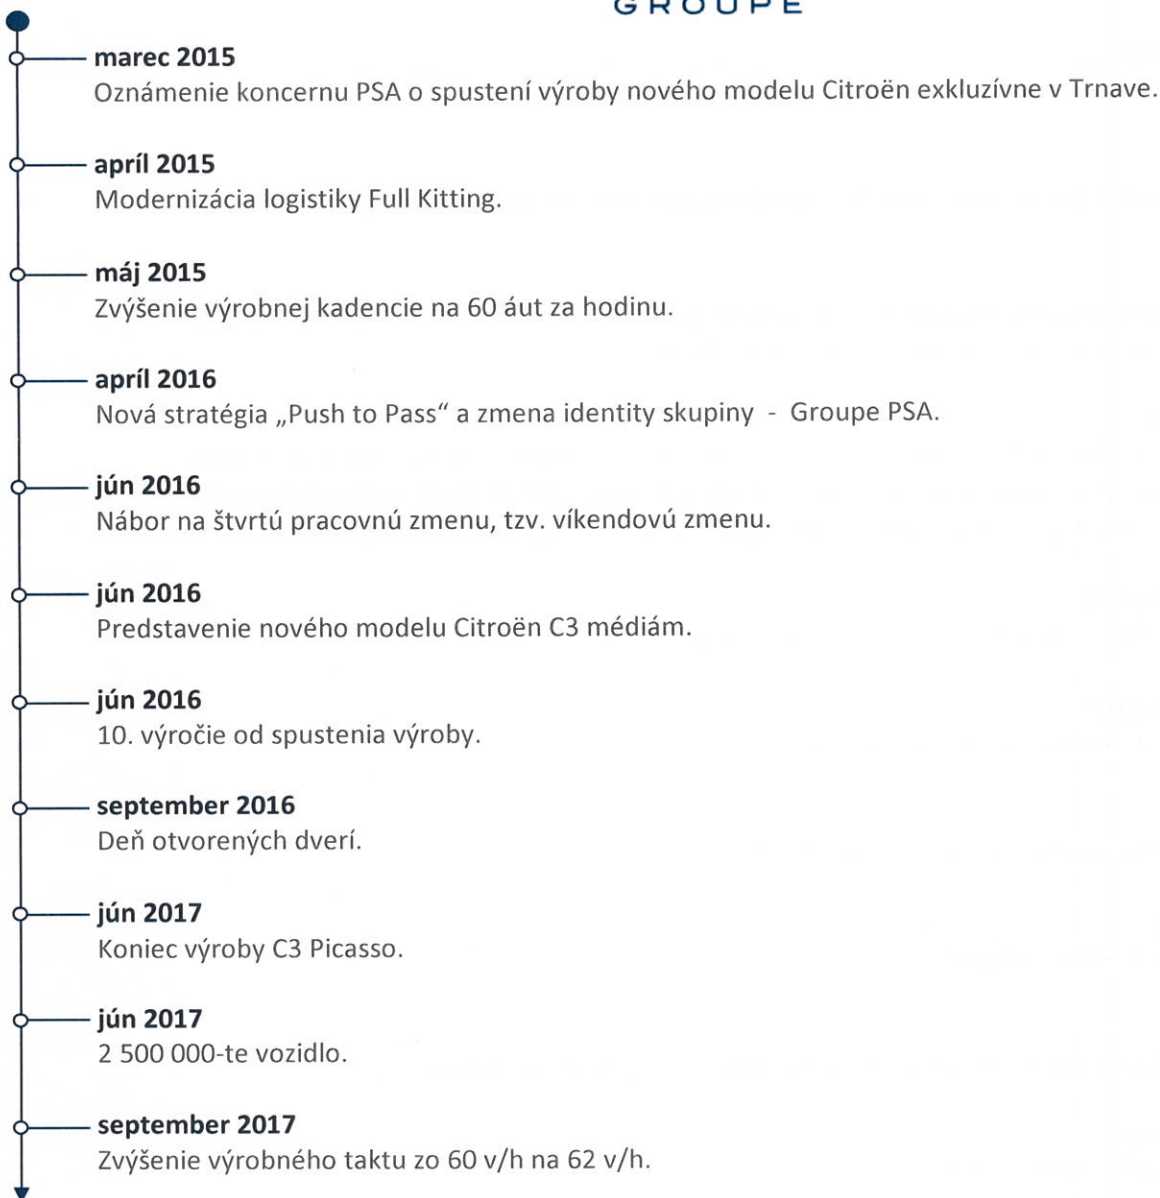 GROUPE
marec 2015
Oznámenie koncernu PSA o spustení výroby nového modelu Citroën exkluzívne v Trnave.
apríl 2015
Modernizácia logistiky Full Kitting.
máj 2015
Zvýšenie výrobnej kadencie na 60 áut za hodinu.
apríl 2016
Nová stratégia „Push to Pass“ a zmena identity skupiny - Groupe PSA.
jún 2016
Nábor na štvrtú pracovnú zmenu, tzv. víkendovú zmenu.
jún 2016
Predstavenie nového modelu Citroën C3 médiám.
jún 2016
10. výročie od spustenia výroby.
september 2016
Deň otvorených dverí.
jún 2017
Koniec výroby C3 Picasso.
jún 2017
2 500 000-te vozidlo.
september 2017
Zvýšenie výrobného taktu zo 60 v/h na 62 v/h.